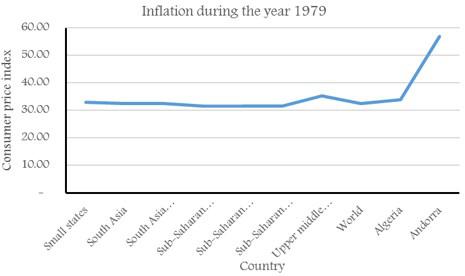 Inflation during the year 1979
Consumer price index
60.00
50.00
40.00
30.00
20.00
10.00
-
Small states
South Asia
South Asia...
Sub-Saharan...
Sub-Saharan...
Sub-Saharan...
Upper middle...
World
Algeria
Andorra
Country